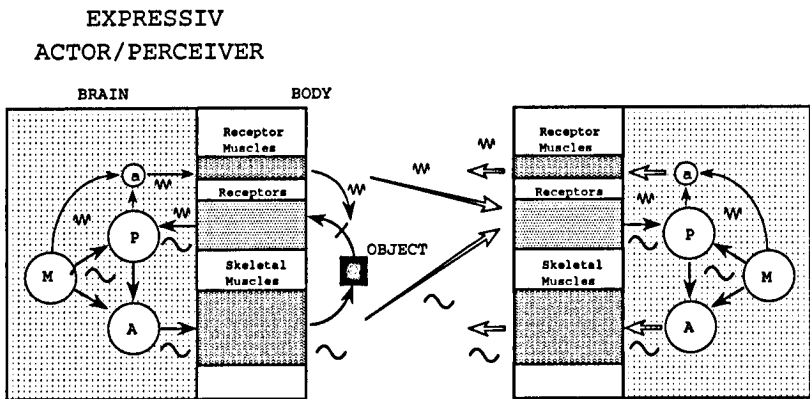 EXPRESSIV
ACTOR/PERCEIVER
BRAIN
BODY
Receptor
Muscles
Receptors
Skeletal
Muscles
a
P
M
A
OBJECT
Receptor
Muscles
Receptors
Skeletal
Muscles
a
P
M
A